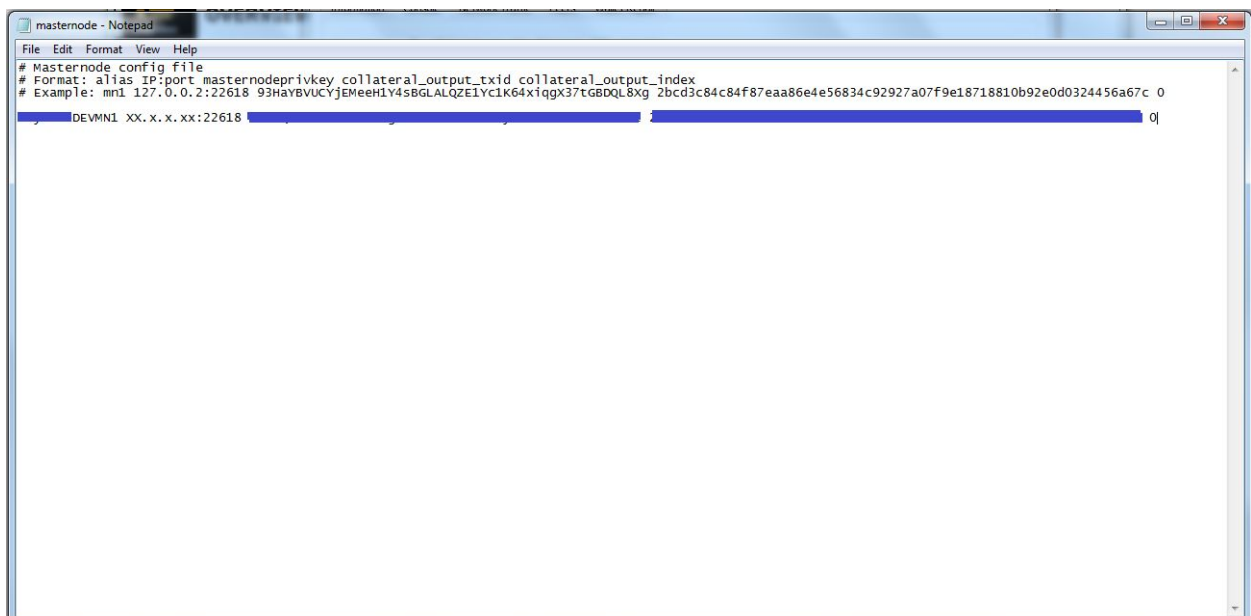 masternode - Notepad
File Edit Format View Help
# Masternode config file
# Format: alias IP:port masternodeprivkey collateral_output_txid collateral_output_index
# Example: mn1 127.0.0.2:22618 93HaYBVUCYjEMeeH1Y4sBGLALQZE1Yc1K64xiqgX37tGBDQL8Xg 2bcd3c84c84f87eaa86e4e56834c92927a07f9e18718810b92e0d0324456a67c 0
DEVMN1 XX.x.x.xx:22618 0